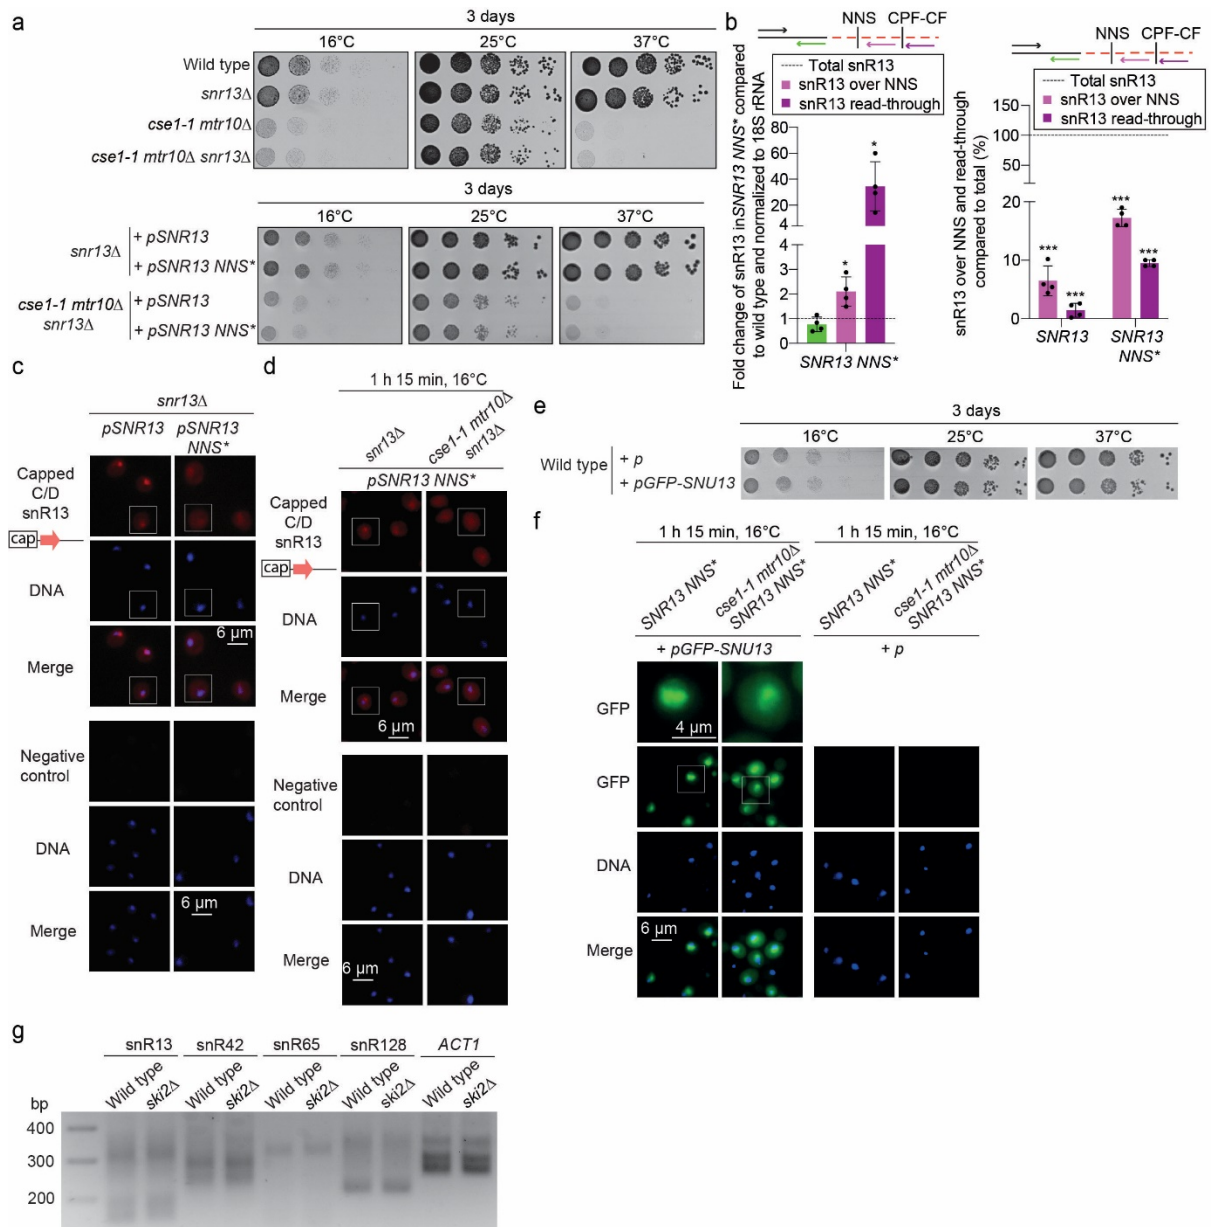 a
3 days
16°C 25°C 37°C
Wild type
snr13Δ
cse1-1 mtr10Δ
cse1-1 mtr10Δ snr13Δ
3 days
16°C 25°C 37°C
snr13Δ
+ pSNR13
+ pSNR13 NNS*
cse1-1 mtr10Δ
snr13Δ
+ pSNR13
+ pSNR13 NNS*
b
NNS CPF-CF
Total snR13
snR13 over NNS
snR13 read-through
Fold change of snR13 in SNR13 NNS* compared
to wild type and normalized to 18S rRNA
80
60
40
20
4
4
3
2
1
0
*
*
SNR13 NNS*
NNS CPF-CF
Total snR13
snR13 over NNS
snR13 read-through
snR13 over NNS and read-through
compared to total (%)
150
100
50
20
20
10
0
***
***
***
***
SNR13
SNR13
NNS*
c
snr13Δ
pSNR13
pSNR13
NNS*
Capped
C/D
snR13
cap
DNA
Merge
6 µm
Negative
control
DNA
Merge
6 µm
d
1 h 15 min, 16°C
snr13Δ
cse1-1 mtr10Δ
snr13Δ
pSNR13 NNS*
Capped
C/D
snR13
cap
DNA
Merge
6 µm
Negative
control
DNA
Merge
6 µm
e
3 days
16°C 25°C 37°C
Wild type
+ p
+ pGFP-SNU13
f
1 h 15 min, 16°C 1 h 15 min, 16°C
SNR13 NNS*
cse1-1 mtr10Δ
SNR13 NNS*
SNR13 NNS*
cse1-1 mtr10Δ
SNR13 NNS*
+ pGFP-SNU13 + p
GFP
4 µm
GFP
DNA
Merge
6 µm
g
snR13 snR42 snR65 snR128 ACT1
Wild type ski2Δ Wild type ski2Δ Wild type ski2Δ Wild type ski2Δ Wild type ski2Δ
bp
400
300
200